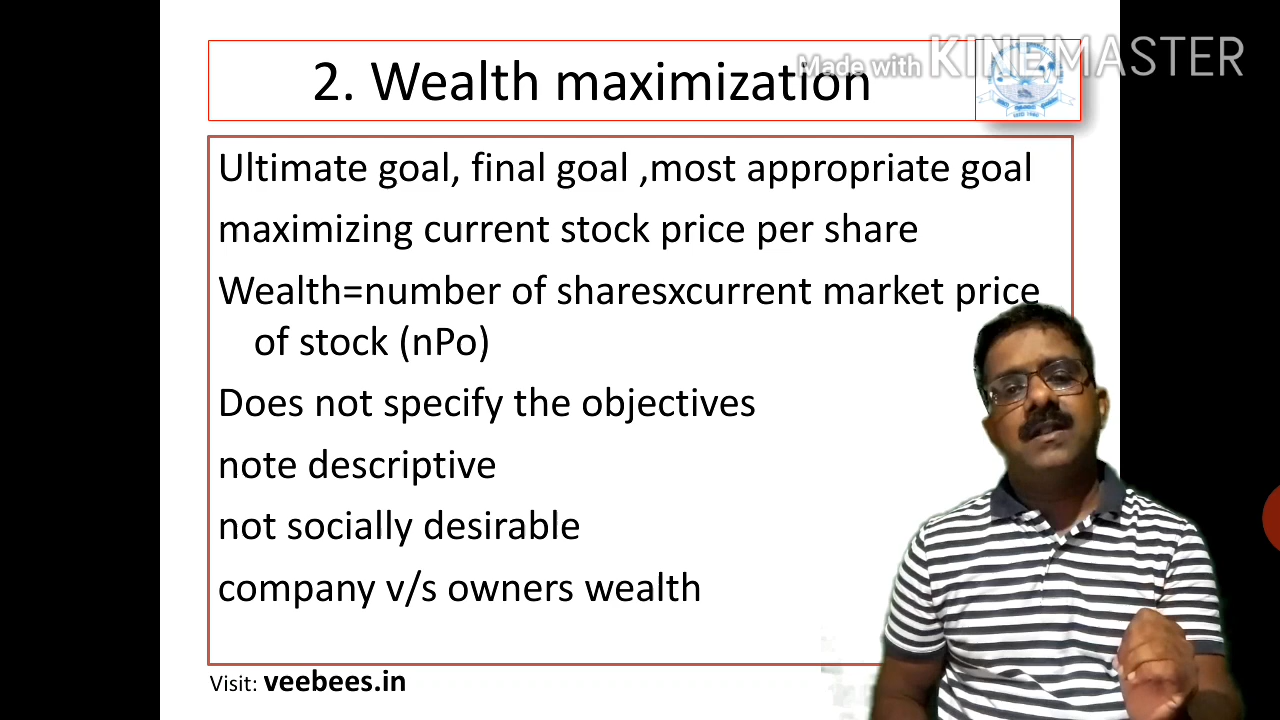 Made with KINEMASTER
2. Wealth maximization
Ultimate goal, final goal ,most appropriate goal
maximizing current stock price per share
Wealth=number of sharesxcurrent market price
of stock (nPo)
Does not specify the objectives
note descriptive
not socially desirable
company v/s owners wealth
Visit: veebees.in